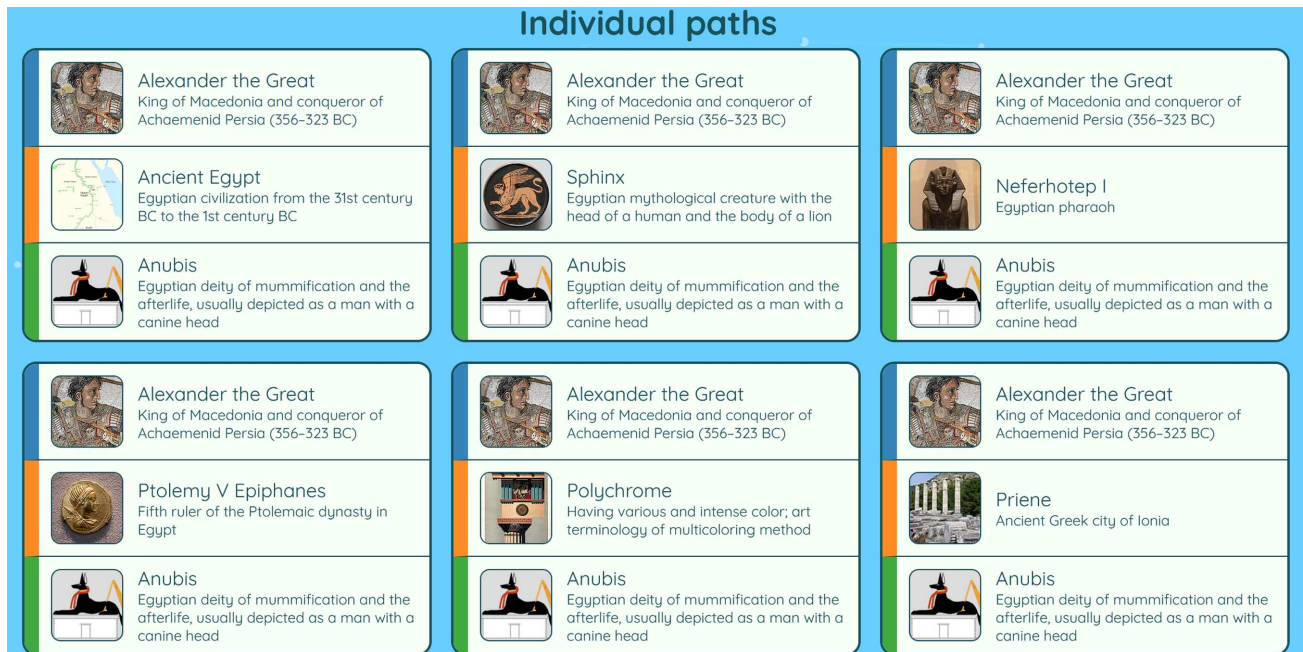 Individual paths
Alexander the Great
King of Macedonia and conqueror of
Achaemenid Persia (356–323 BC)
Ancient Egypt
Egyptian civilization from the 31st century
BC to the 1st century BC
Anubis
Egyptian deity of mummification and the
afterlife, usually depicted as a man with a
canine head
Alexander the Great
King of Macedonia and conqueror of
Achaemenid Persia (356–323 BC)
Sphinx
Egyptian mythological creature with the
head of a human and the body of a lion
Anubis
Egyptian deity of mummification and the
afterlife, usually depicted as a man with a
canine head
Alexander the Great
King of Macedonia and conqueror of
Achaemenid Persia (356–323 BC)
Neferhotep I
Egyptian pharaoh
Anubis
Egyptian deity of mummification and the
afterlife, usually depicted as a man with a
canine head
Alexander the Great
King of Macedonia and conqueror of
Achaemenid Persia (356–323 BC)
Ptolemy V Epiphanes
Fifth ruler of the Ptolemaic dynasty in
Egypt
Anubis
Egyptian deity of mummification and the
afterlife, usually depicted as a man with a
canine head
Alexander the Great
King of Macedonia and conqueror of
Achaemenid Persia (356–323 BC)
Polychrome
Having various and intense color; art
terminology of multicoloring method
Anubis
Egyptian deity of mummification and the
afterlife, usually depicted as a man with a
canine head
Alexander the Great
King of Macedonia and conqueror of
Achaemenid Persia (356–323 BC)
Priene
Ancient Greek city of Ionia
Anubis
Egyptian deity of mummification and the
afterlife, usually depicted as a man with a
canine head